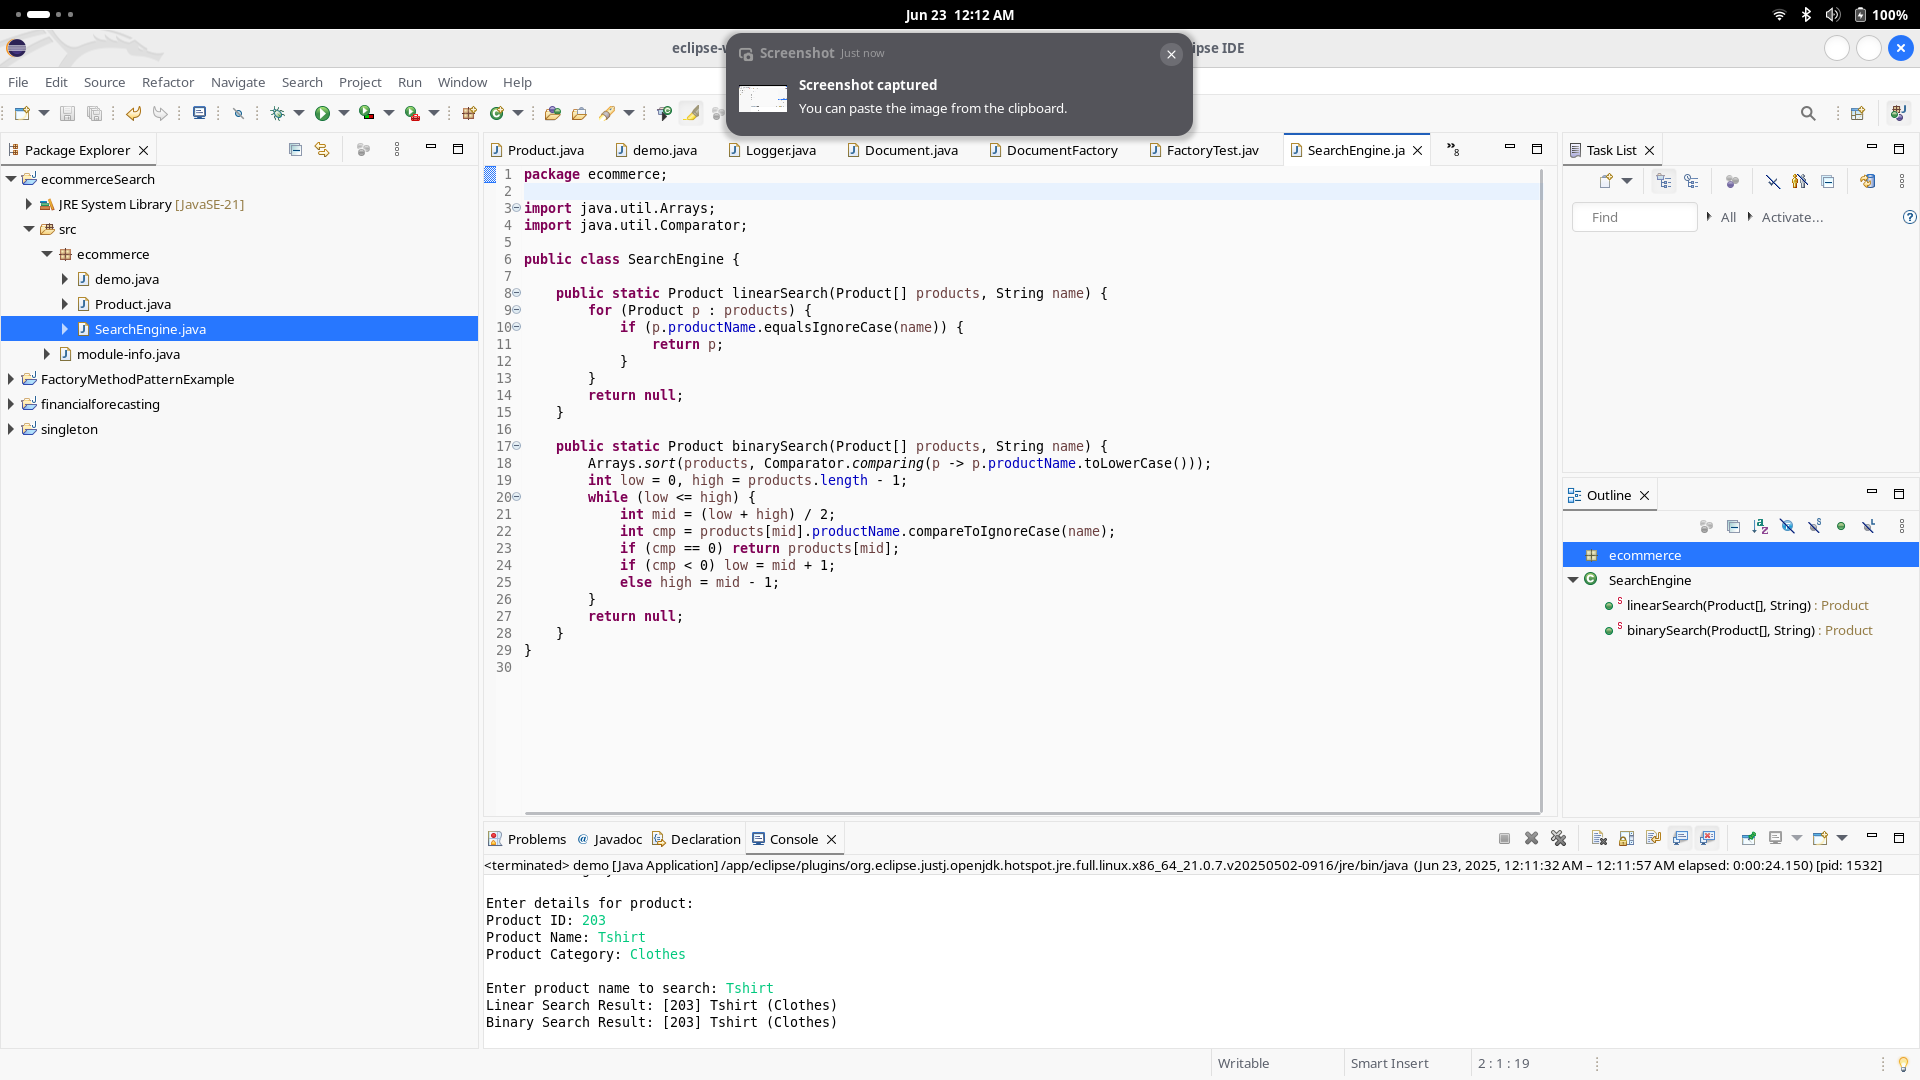 Jun 23 12:12 AM
100%
eclipse-
ipse IDE
Screenshot Just now
Screenshot captured
You can paste the image from the clipboard.
File Edit Source Refactor Navigate Search Project Run Window Help
Package Explorer
ecommerceSearch
JRE System Library [JavaSE-21]
src
ecommerce
demo.java
Product.java
SearchEngine.java
module-info.java
FactoryMethodPatternExample
financialforecasting
singleton
Product.java demo.java Logger.java Document.java DocumentFactory FactoryTest.jav SearchEngine.ja »8
1 package ecommerce;
2
3 import java.util.Arrays;
4 import java.util.Comparator;
5
6 public class SearchEngine {
7
8 public static Product linearSearch(Product[] products, String name) {
9 for (Product p : products) {
10 if (p.productName.equalsIgnoreCase(name)) {
11 return p;
12 }
13 }
14 return null;
15 }
16
17 public static Product binarySearch(Product[] products, String name) {
18 Arrays.sort(products, Comparator.comparing(p -> p.productName.toLowerCase()));
19 int low = 0, high = products.length - 1;
20 while (low <= high) {
21 int mid = (low + high) / 2;
22 int cmp = products[mid].productName.compareToIgnoreCase(name);
23 if (cmp == 0) return products[mid];
24 if (cmp < 0) low = mid + 1;
25 else high = mid - 1;
26 }
27 return null;
28 }
29 }
30
Task List
Find All Activate...
Outline
ecommerce
SearchEngine
linearSearch(Product[], String) : Product
binarySearch(Product[], String) : Product
Problems Javadoc Declaration Console
<terminated> demo [Java Application] /app/eclipse/plugins/org.eclipse.justj.openjdk.hotspot.jre.full.linux.x86_64_21.0.7.v20250502-0916/jre/bin/java (Jun 23, 2025, 12:11:32 AM – 12:11:57 AM elapsed: 0:00:24.150) [pid: 1532]
Enter details for product:
Product ID: 203
Product Name: Tshirt
Product Category: Clothes
Enter product name to search: Tshirt
Linear Search Result: [203] Tshirt (Clothes)
Binary Search Result: [203] Tshirt (Clothes)
Writable Smart Insert 2 : 1 : 19